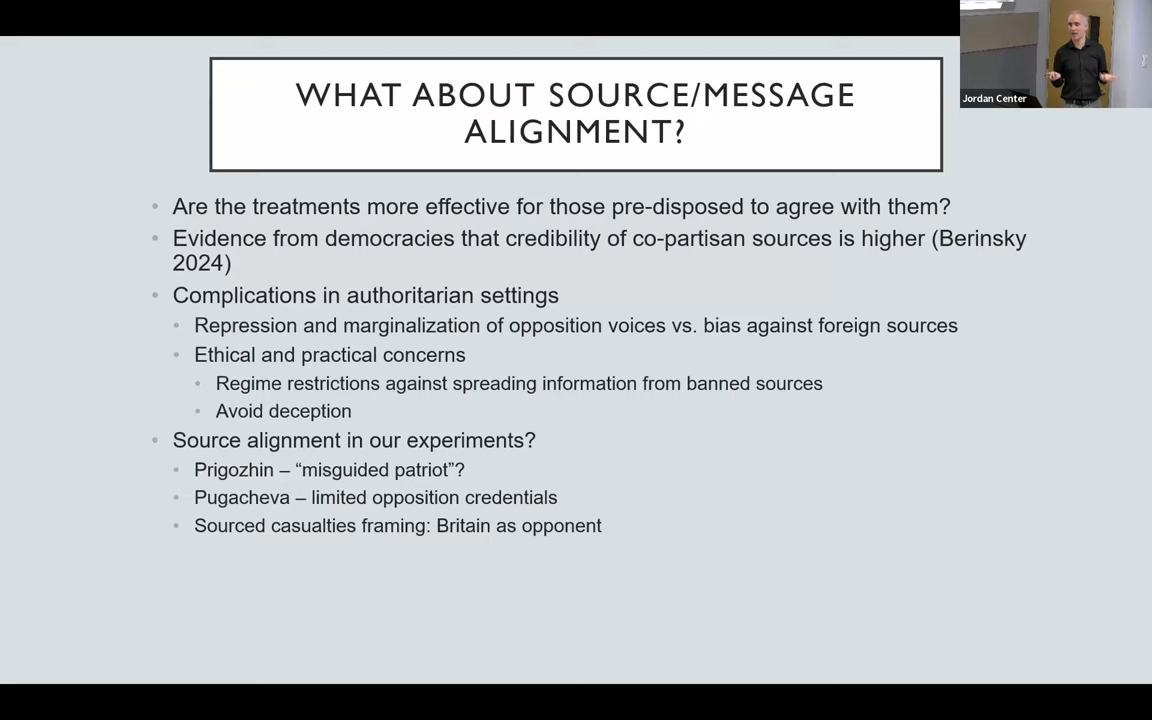 WHAT ABOUT SOURCE/MESSAGE
ALIGNMENT?
Jordan Center
• Are the treatments more effective for those pre-disposed to agree with them?
• Evidence from democracies that credibility of co-partisan sources is higher (Berinsky
2024)
• Complications in authoritarian settings
• Repression and marginalization of opposition voices vs. bias against foreign sources
• Ethical and practical concerns
• Regime restrictions against spreading information from banned sources
• Avoid deception
• Source alignment in our experiments?
• Prigozhin – “misguided patriot”?
• Pugacheva – limited opposition credentials
• Sourced casualties framing: Britain as opponent